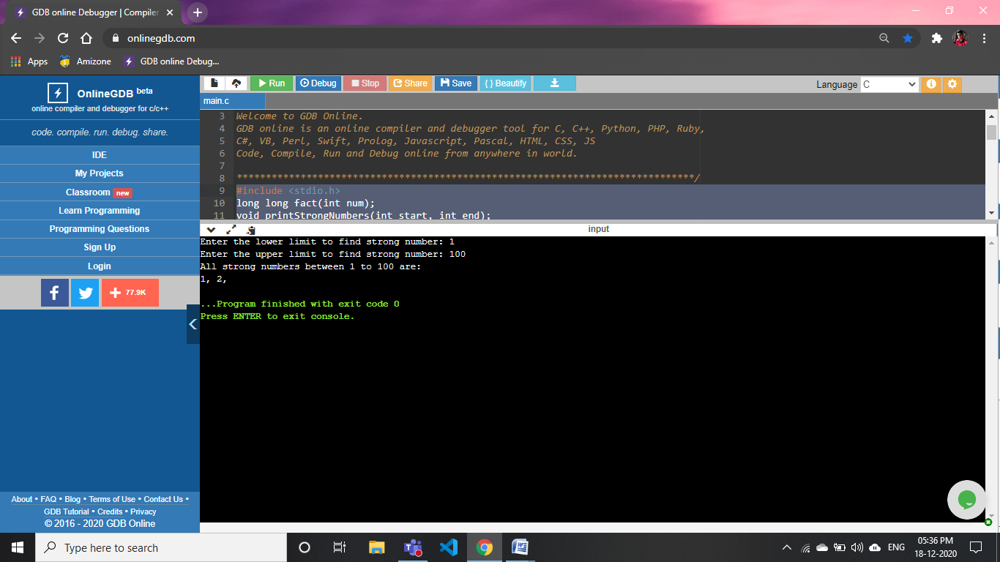 GDB online Debugger | Compiler
onlinegdb.com
Apps
Amizone
GDB online Debug...
OnlineGDB beta
online compiler and debugger for c/c++
code. compile. run. debug. share.
IDE
My Projects
Classroom new
Learn Programming
Programming Questions
Sign Up
Login
f
77.9K
About • FAQ • Blog • Terms of Use • Contact Us •
GDB Tutorial • Credits • Privacy
© 2016 - 2020 GDB Online
Run
Debug
Stop
Share
Save
{ } Beautify
Language C
main.c
3 Welcome to GDB Online.
4 GDB online is an online compiler and debugger tool for C, C++, Python, PHP, Ruby,
5 C#, VB, Perl, Swift, Prolog, Javascript, Pascal, HTML, CSS, JS
6 Code, Compile, Run and Debug online from anywhere in world.
7
8 *******************************************************************************/
9 #include <stdio.h>
10 long long fact(int num);
11 void printStrongNumbers(int start, int end);
input
Enter the lower limit to find strong number: 1
Enter the upper limit to find strong number: 100
All strong numbers between 1 to 100 are:
1, 2,
...Program finished with exit code 0
Press ENTER to exit console.
Type here to search
ENG
05:36 PM
18-12-2020